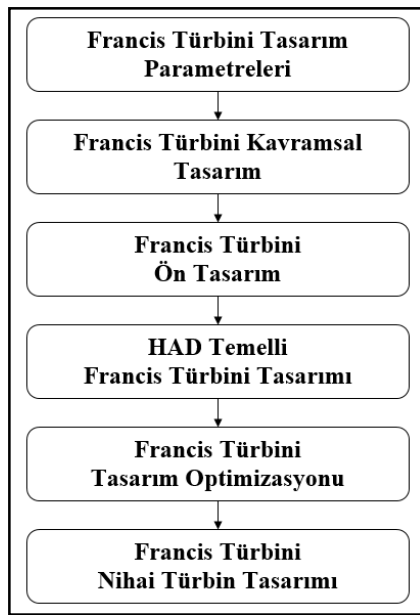 Francis Türbini Tasarım
Parametreleri
Francis Türbini Kavramsal
Tasarım
Francis Türbini
Ön Tasarım
HAD Temelli
Francis Türbini Tasarımı
Francis Türbini
Tasarım Optimizasyonu
Francis Türbini
Nihai Türbin Tasarımı